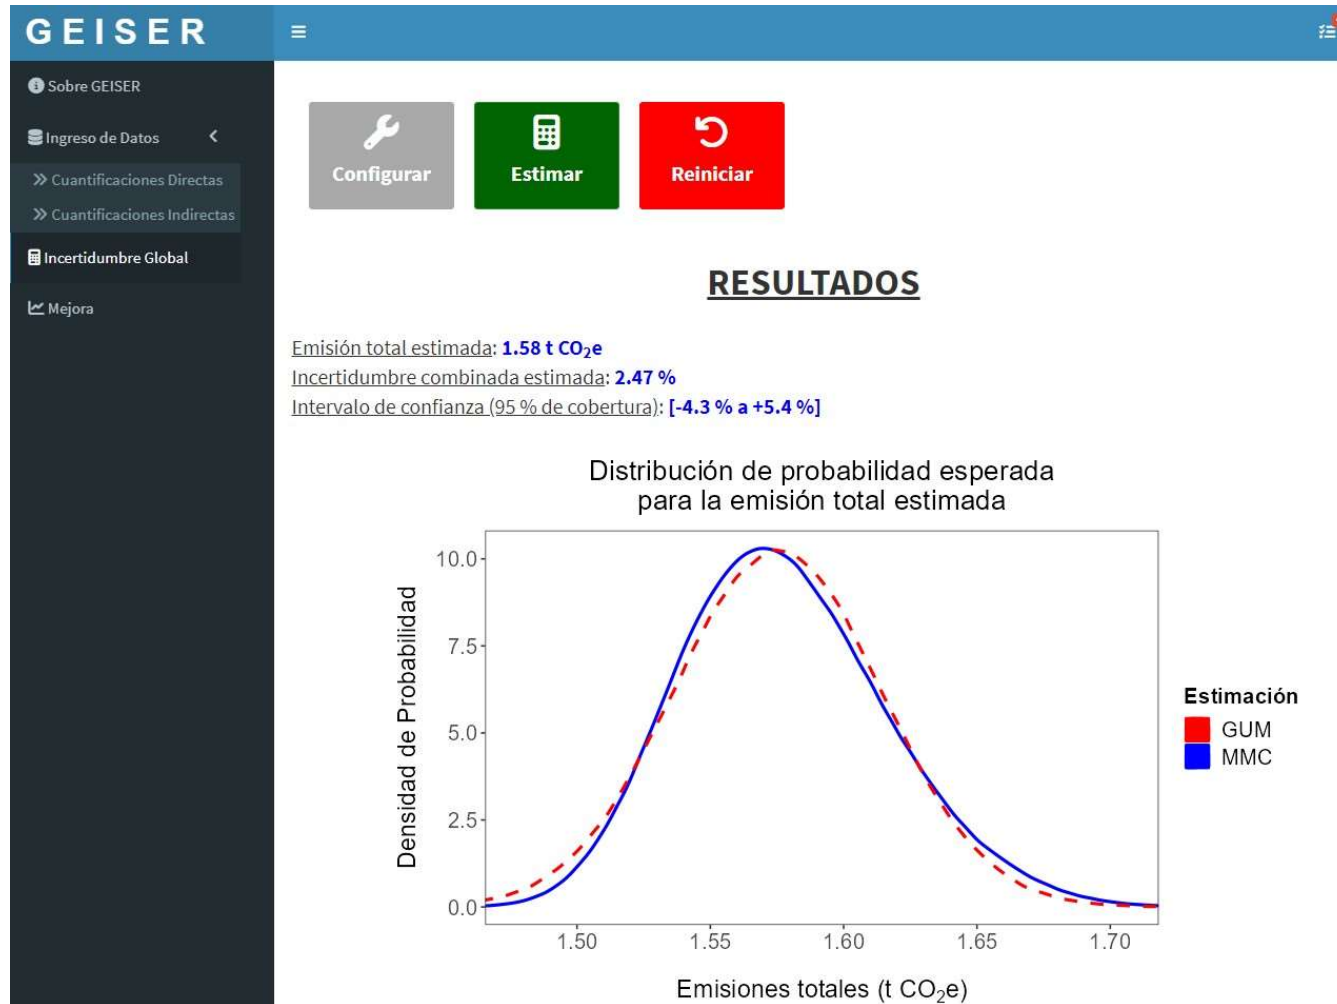 GEISER
Sobre GEISER
Ingreso de Datos
Cuantificaciones Directas
Cuantificaciones Indirectas
Incertidumbre Global
Mejora
Configurar
Estimar
Reiniciar
RESULTADOS
Emisión total estimada: 1.58 t CO₂e
Incertidumbre combinada estimada: 2.47 %
Intervalo de confianza (95 % de cobertura): [-4.3 % a +5.4 %]
Distribución de probabilidad esperada
para la emisión total estimada
Densidad de Probabilidad
10.0
7.5
5.0
2.5
0.0
1.50 1.55 1.60 1.65 1.70
Emisiones totales (t CO₂e)
Estimación
GUM
MMC